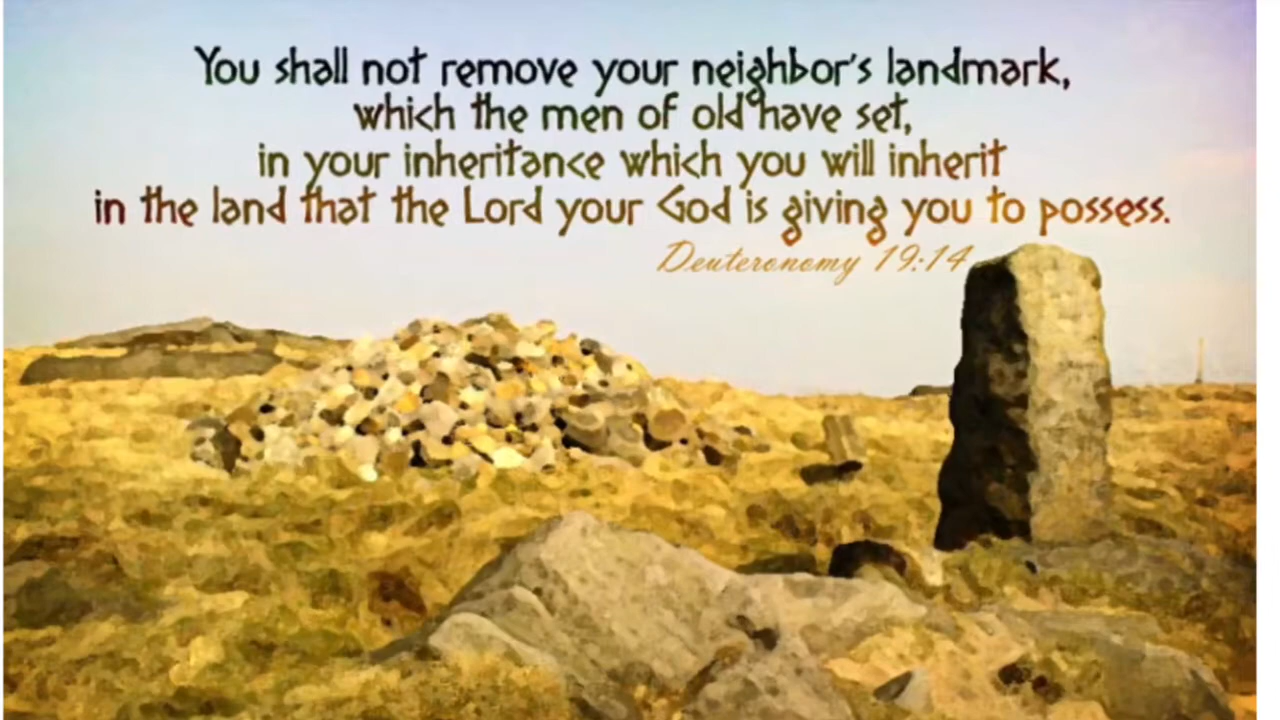 You shall not remove your neighbor's landmark,
which the men of old have set,
in your inheritance which you will inherit
in the land that the Lord your God is giving you to possess.
Deuteronomy 19:14